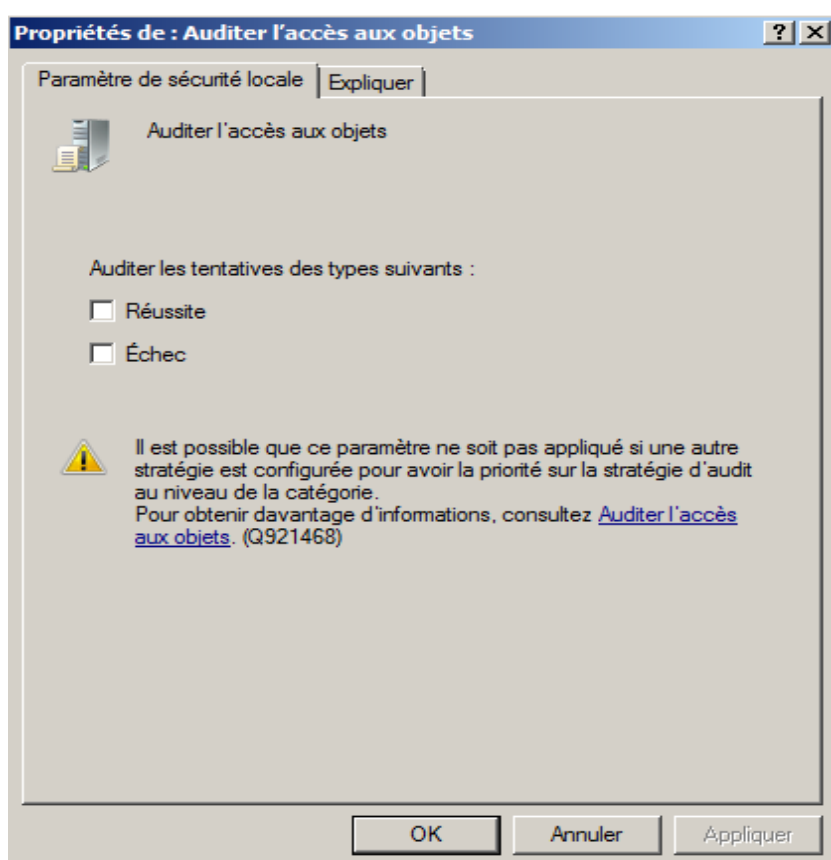 Propriétés de : Auditer l'accès aux objets
Paramètre de sécurité locale
Expliquer
Auditer l'accès aux objets
Auditer les tentatives des types suivants :
Réussite
Échec
Il est possible que ce paramètre ne soit pas appliqué si une autre
stratégie est configurée pour avoir la priorité sur la stratégie d'audit
au niveau de la catégorie.
Pour obtenir davantage d'informations, consultez Auditer l'accès
aux objets. (Q921468)
OK
Annuler
Appliquer